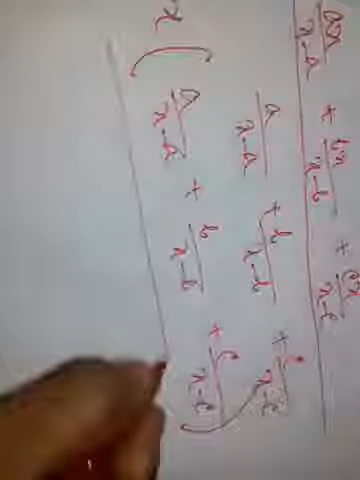 ax/(x-a) + bx/(x-b) + cx/(x-c)
a/(x-a) + b/(x-b) + c/(x-c)
x (a/(x-a) + b/(x-b) + c/(x-c))